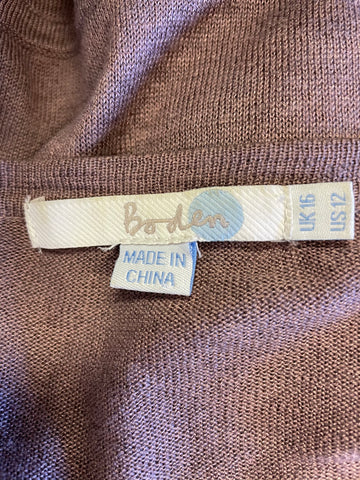 Boden
UK 16
US 12
MADE IN
CHINA